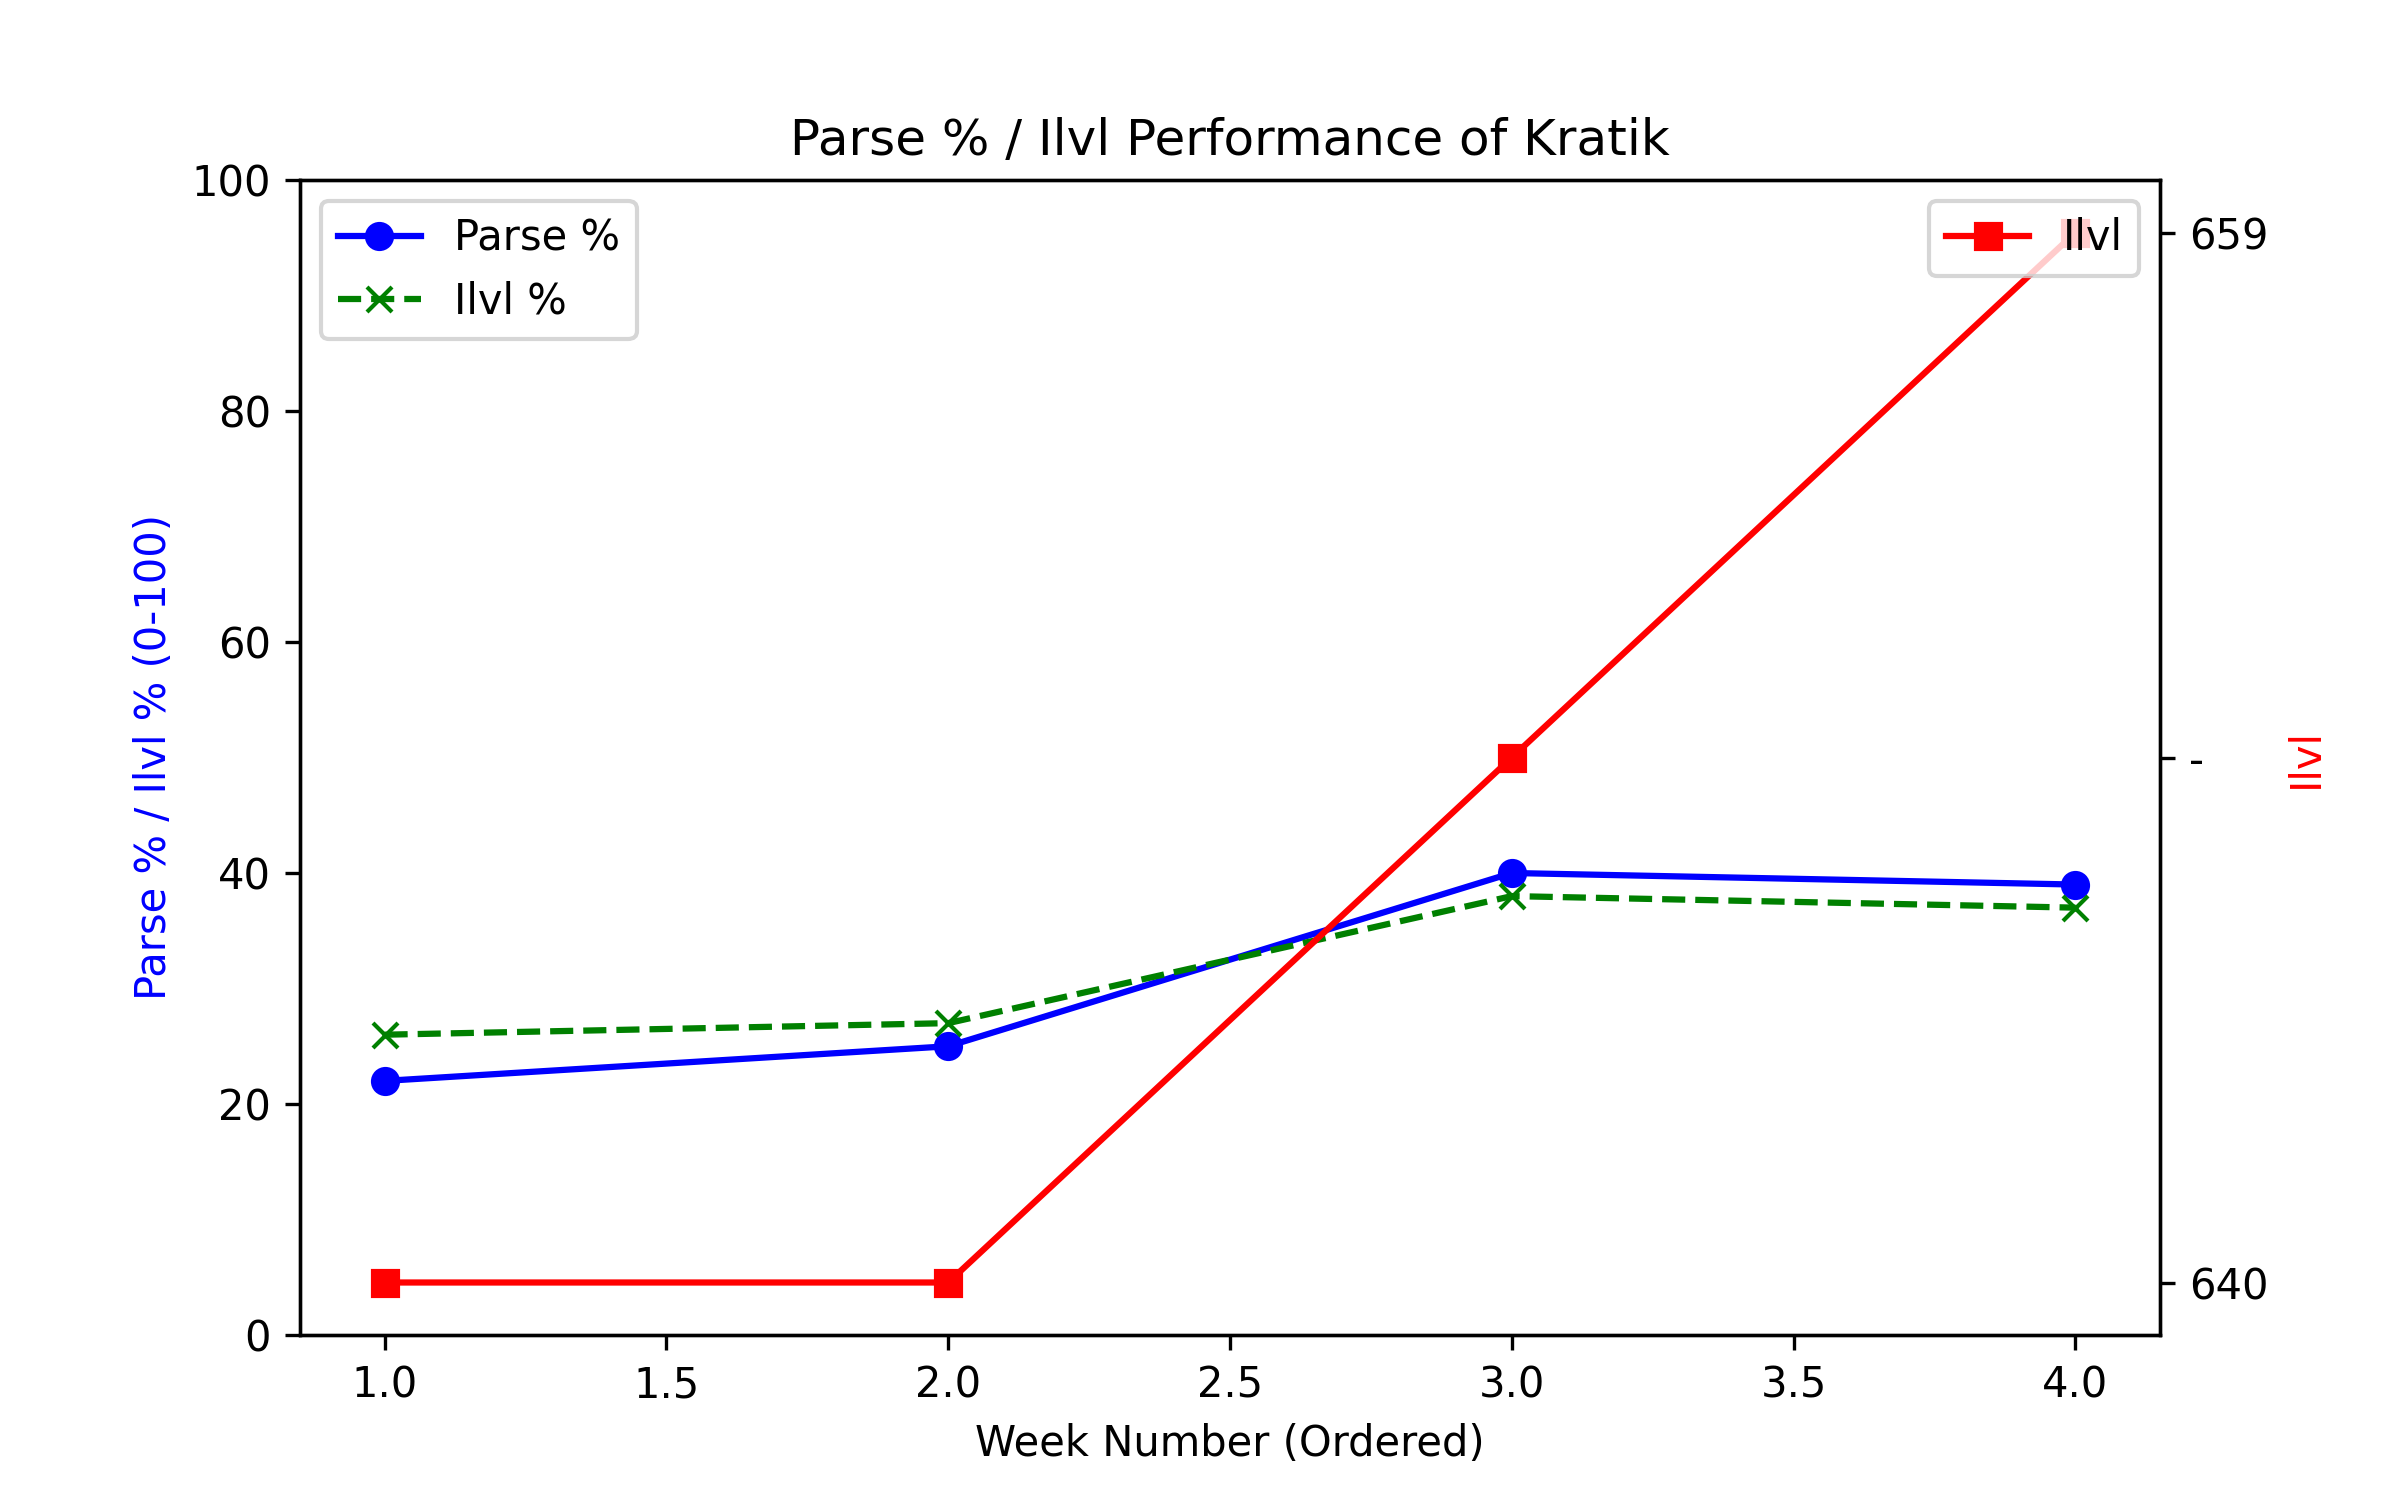 Parse % / Ilvl Performance of Kratik
Parse %
Ilvl %
Ilvl
100
80
60
40
20
0
Parse % / Ilvl % (0-100)
659
-
640
Ilvl
1.0 1.5 2.0 2.5 3.0 3.5 4.0
Week Number (Ordered)